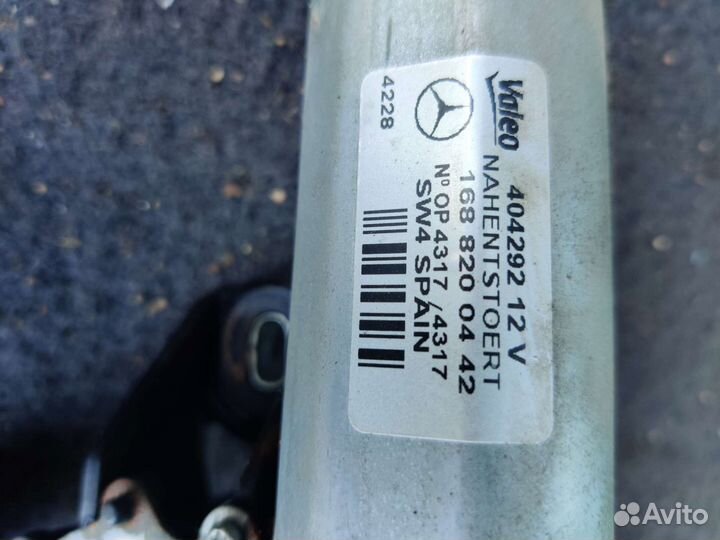 Valeo 404292 12 V
NAHENTSTOERT
168 820 04 42
Nº OP 4317 /4317
SW4 SPAIN
4228
Avito